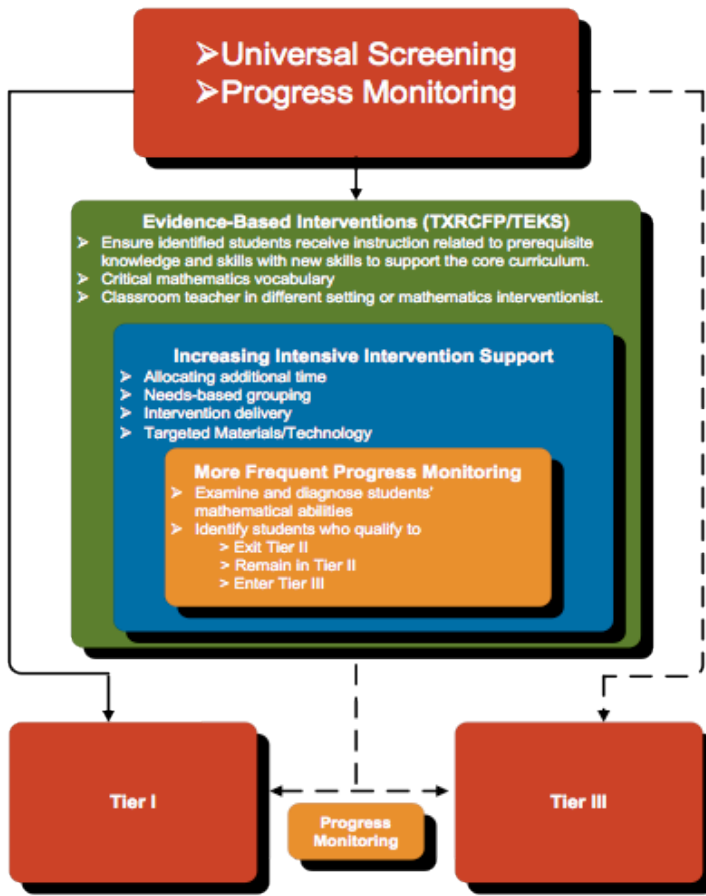 ➢Universal Screening
➢Progress Monitoring
Evidence-Based Interventions (TXRCFP/TEKS)
➢ Ensure identified students receive instruction related to prerequisite
knowledge and skills with new skills to support the core curriculum.
➢ Critical mathematics vocabulary
➢ Classroom teacher in different setting or mathematics interventionist.
Increasing Intensive Intervention Support
➢ Allocating additional time
➢ Needs-based grouping
➢ Intervention delivery
➢ Targeted Materials/Technology
More Frequent Progress Monitoring
➢ Examine and diagnose students'
mathematical abilities
➢ Identify students who qualify to
> Exit Tier II
> Remain in Tier II
> Enter Tier III
Tier I
Progress
Monitoring
Tier III